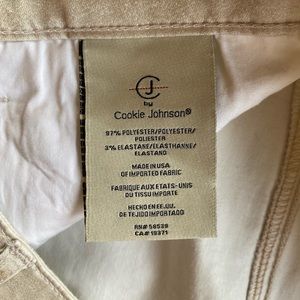 CJ
by
Cookie Johnson®
97% POLYESTER/POLYESTER/
POLIESTER
3% ELASTANE/ELASTHANNE/
ELASTANO
MADE IN USA
OF IMPORTED FABRIC
FABRIQUE AUX ETATS-UNIS
DU TISSU IMPORTE
HECHO EN EE.UU.
DE TEJIDO IMPORTADO
RN# 58539
CA# 19371